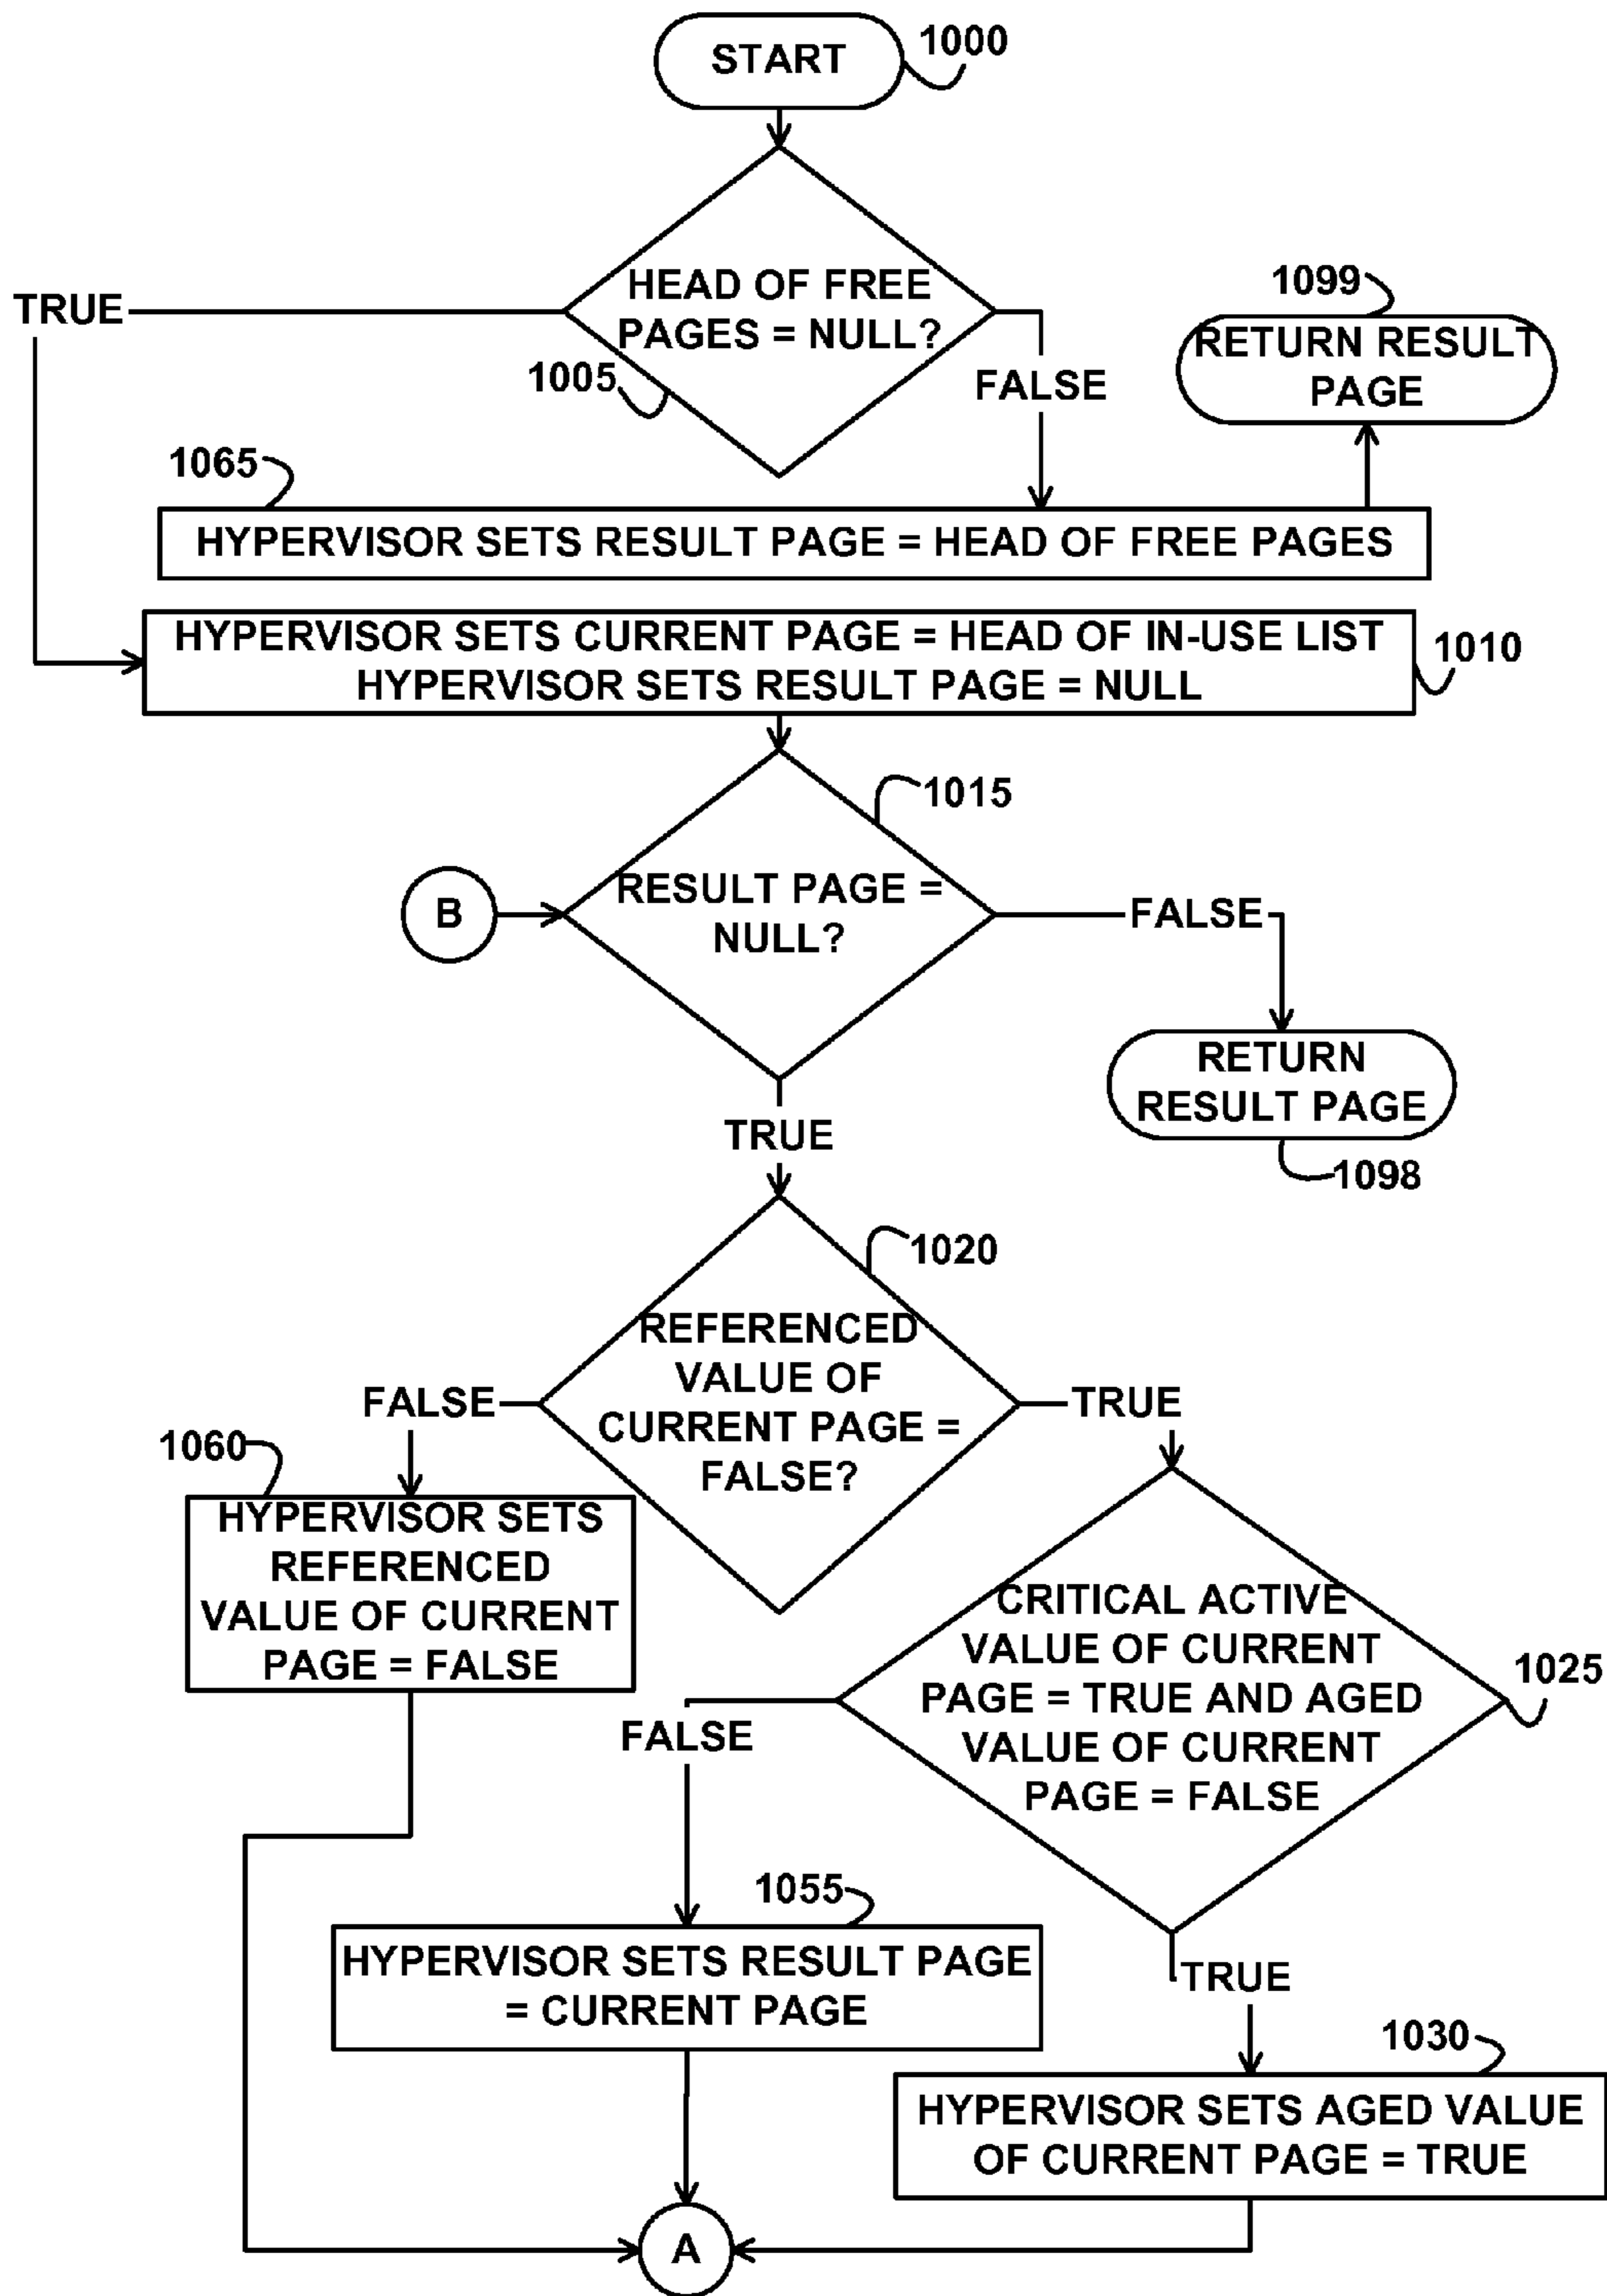 START
1000
HEAD OF FREE
PAGES = NULL?
1005
TRUE
FALSE
1099
RETURN RESULT
PAGE
1065
HYPERVISOR SETS RESULT PAGE = HEAD OF FREE PAGES
HYPERVISOR SETS CURRENT PAGE = HEAD OF IN-USE LIST
HYPERVISOR SETS RESULT PAGE = NULL
1010
1015
B
RESULT PAGE =
NULL?
FALSE
RETURN
RESULT PAGE
1098
TRUE
1020
REFERENCED
VALUE OF
CURRENT PAGE =
FALSE?
FALSE
TRUE
1060
HYPERVISOR SETS
REFERENCED
VALUE OF CURRENT
PAGE = FALSE
CRITICAL ACTIVE
VALUE OF CURRENT
PAGE = TRUE AND AGED
VALUE OF CURRENT
PAGE = FALSE
1025
FALSE
1055
HYPERVISOR SETS RESULT PAGE
= CURRENT PAGE
TRUE
1030
HYPERVISOR SETS AGED VALUE
OF CURRENT PAGE = TRUE
A